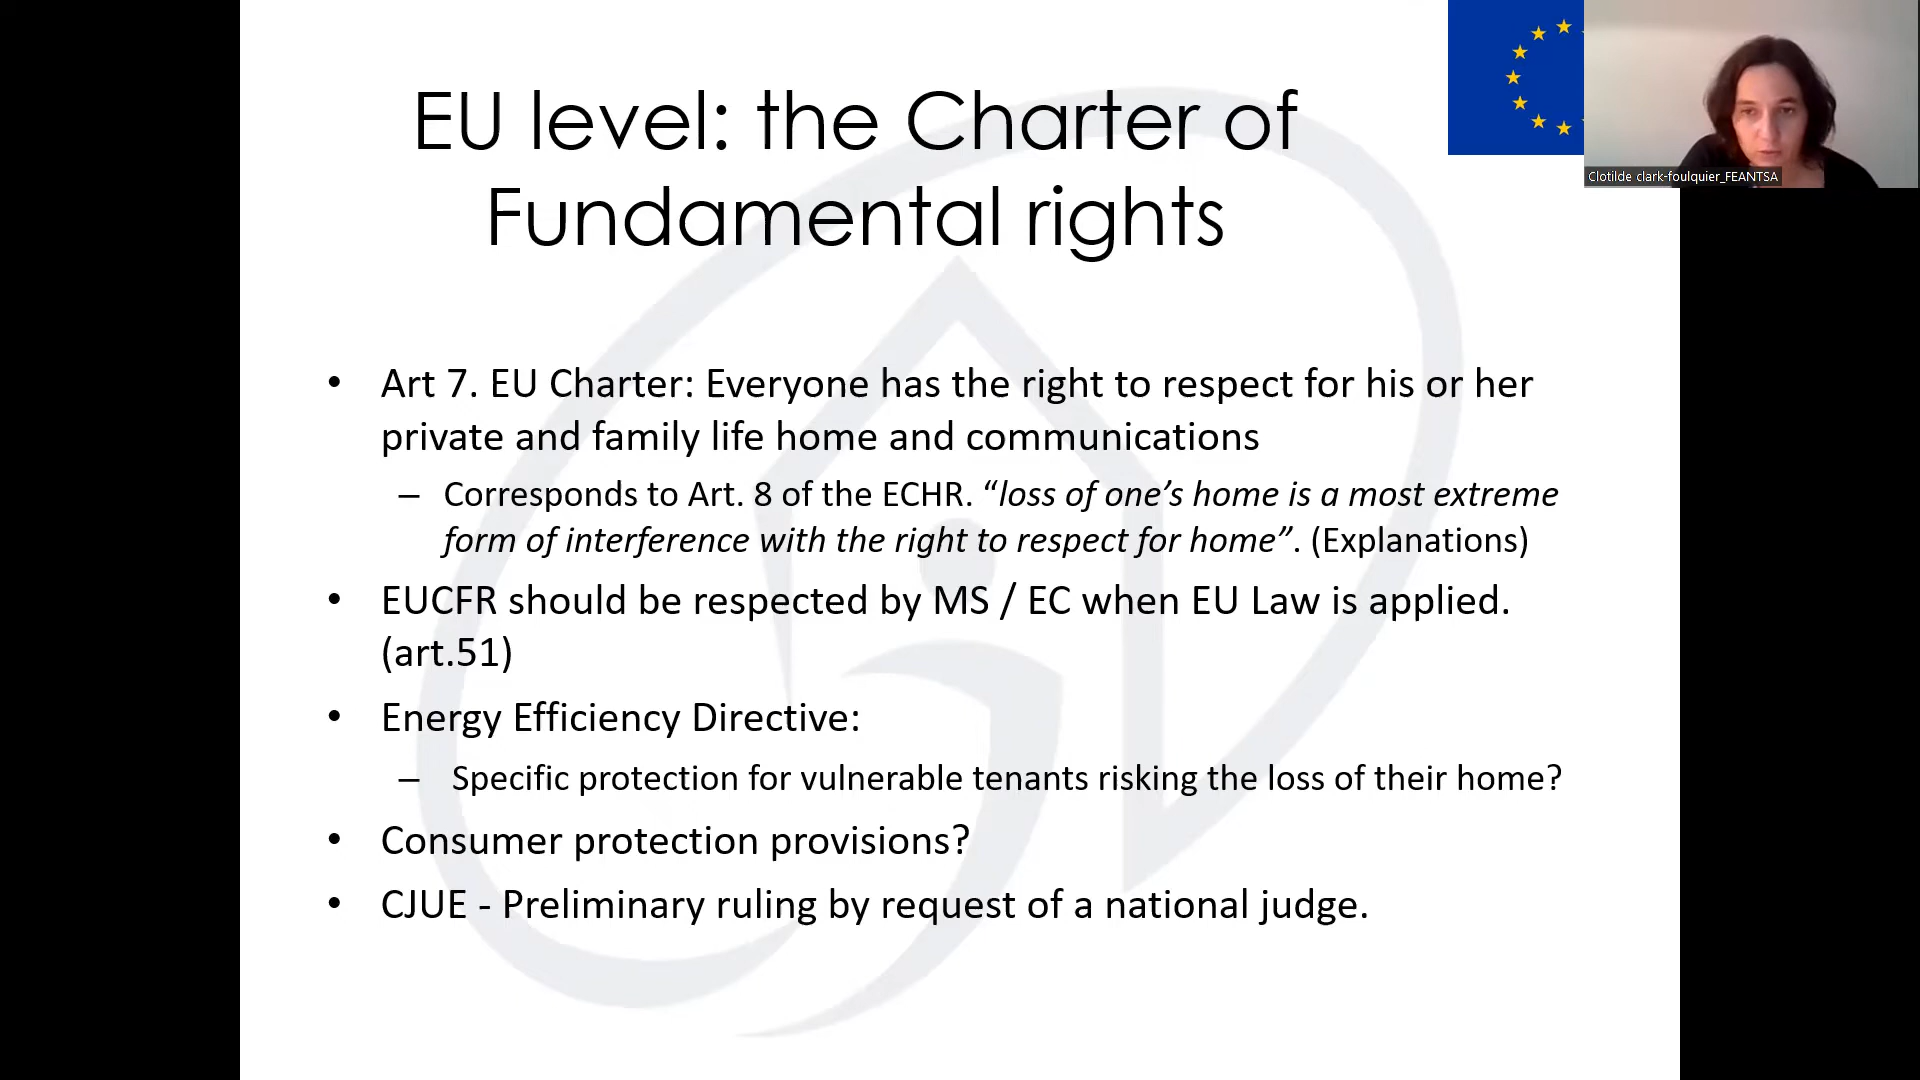 EU level: the Charter of
Fundamental rights
Clotilde clark-foulquier_FEANTSA
• Art 7. EU Charter: Everyone has the right to respect for his or her
private and family life home and communications
– Corresponds to Art. 8 of the ECHR. “loss of one’s home is a most extreme
form of interference with the right to respect for home”. (Explanations)
• EUCFR should be respected by MS / EC when EU Law is applied.
(art.51)
• Energy Efficiency Directive:
– Specific protection for vulnerable tenants risking the loss of their home?
• Consumer protection provisions?
• CJUE - Preliminary ruling by request of a national judge.